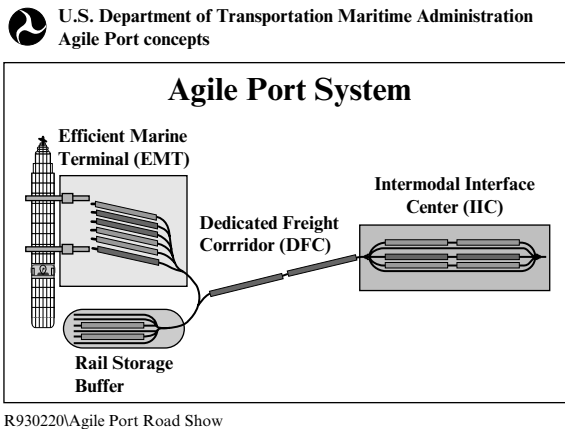 U.S. Department of Transportation Maritime Administration
Agile Port concepts
Agile Port System
Efficient Marine
Terminal (EMT)
Intermodal Interface
Center (IIC)
Dedicated Freight
Corrridor (DFC)
Rail Storage
Buffer
R930220\Agile Port Road Show